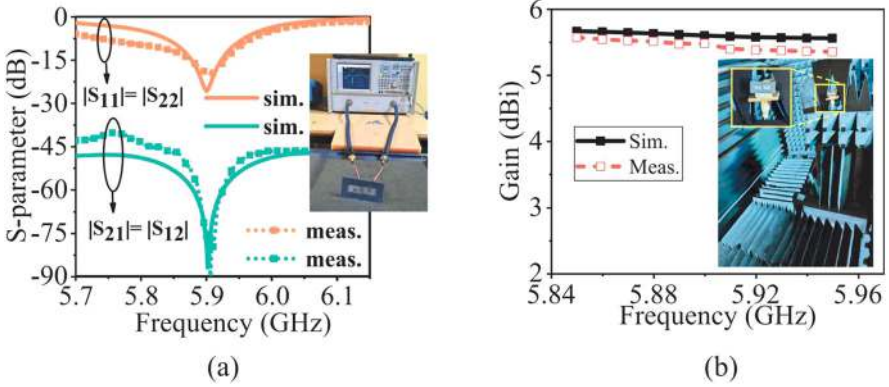 0
-15
-30
-45
-60
-75
-90
S-parameter (dB)
|S11|= |S22|
sim.
sim.
|S21|= |S12|
meas.
meas.
5.7 5.8 5.9 6.0 6.1
Frequency (GHz)
(a)
6
5
4
3
2
Gain (dBi)
Sim.
Meas.
5.84 5.88 5.92 5.96
Frequency (GHz)
(b)